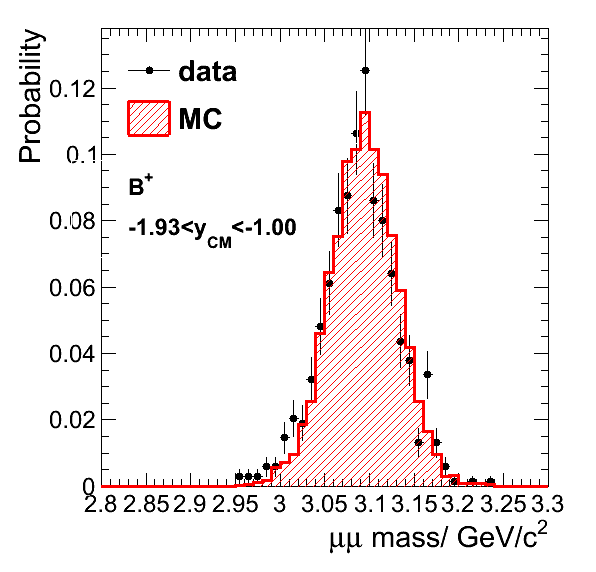 Probability
data
MC
B+
-1.93<yCM<-1.00
0.12
0.1
0.08
0.06
0.04
0.02
0
2.8 2.85 2.9 2.95 3 3.05 3.1 3.15 3.2 3.25 3.3
μμ mass/ GeV/c2